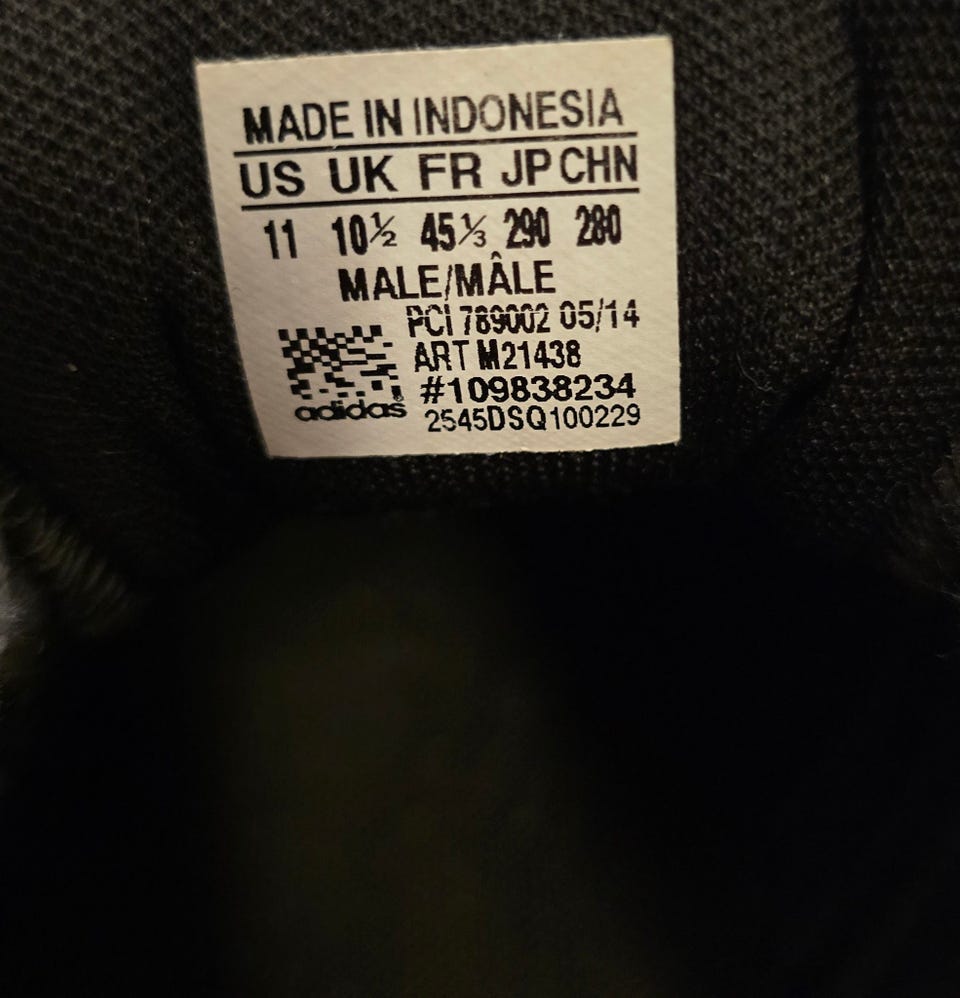 MADE IN INDONESIA
US UK FR JP CHN
11 10½ 45⅓ 290 280
MALE/MÂLE
PCI 789002 05/14
ART M21438
#109838234
adidas 2545DSQ100229